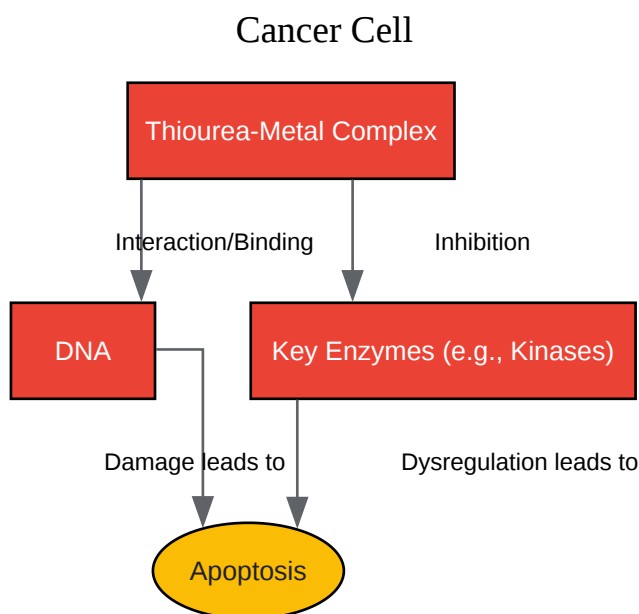 Cancer Cell
Thiourea-Metal Complex
Interaction/Binding
Inhibition
DNA
Key Enzymes (e.g., Kinases)
Damage leads to
Dysregulation leads to
Apoptosis